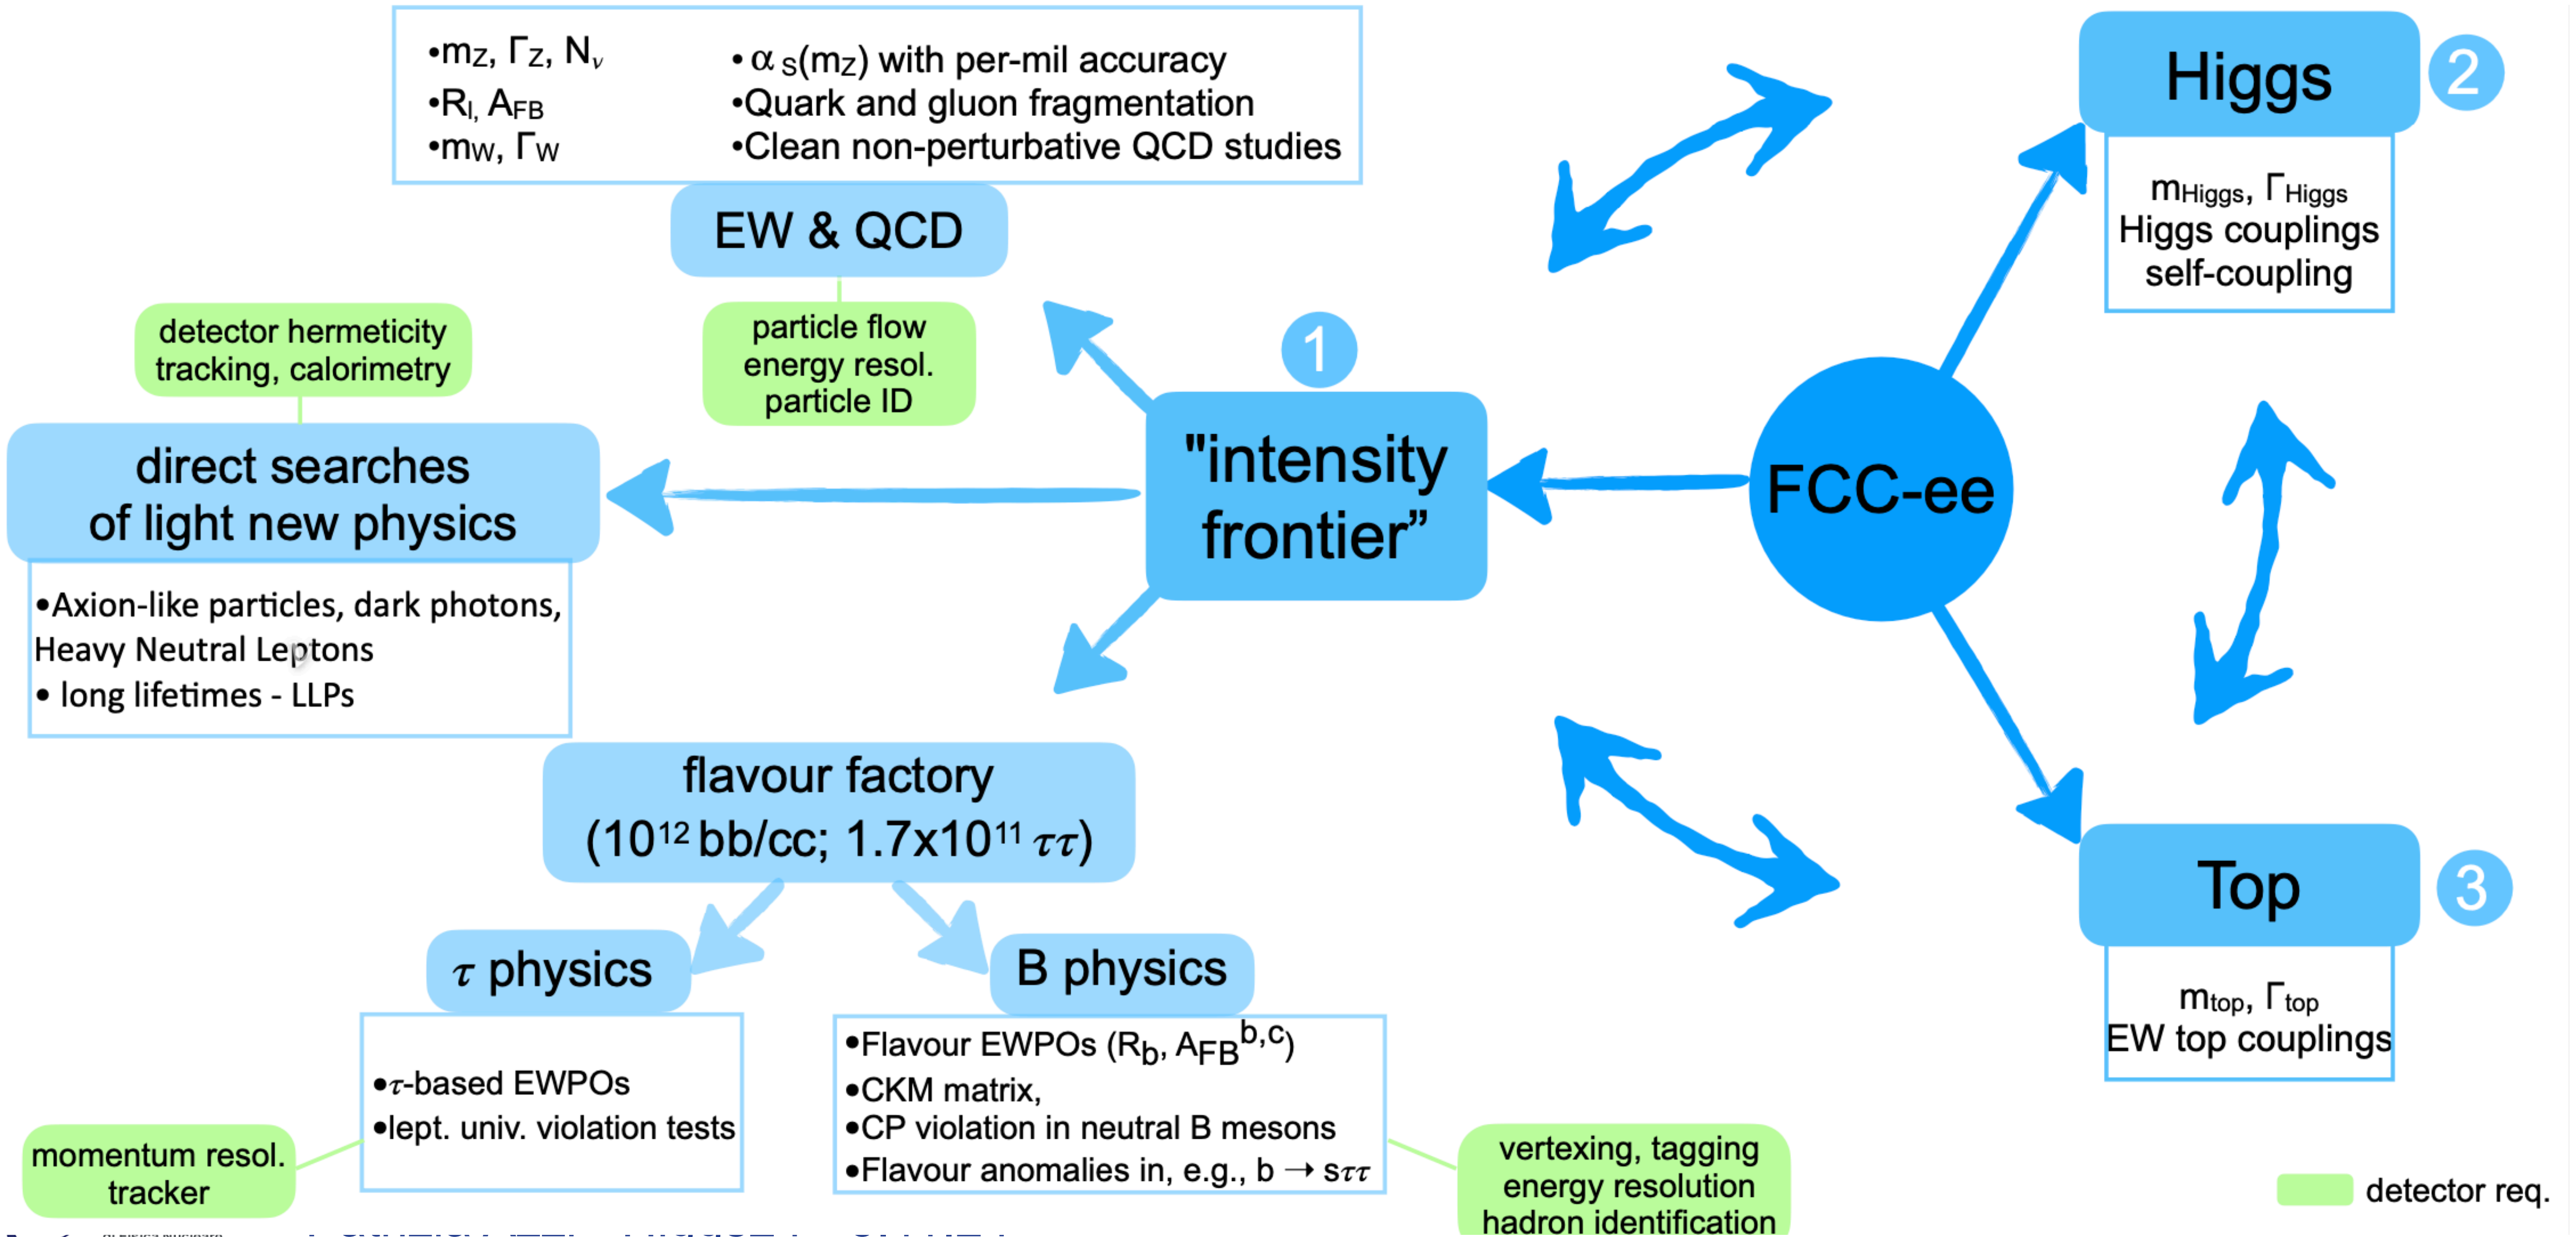 •mZ, ΓZ, Nν
•Rl, AFB
•mW, ΓW
•αS(mZ) with per-mil accuracy
•Quark and gluon fragmentation
•Clean non-perturbative QCD studies
EW & QCD
particle flow
energy resol.
particle ID
detector hermeticity
tracking, calorimetry
direct searches
of light new physics
•Axion-like particles, dark photons,
Heavy Neutral Leptons
• long lifetimes - LLPs
1
"intensity
frontier”
FCC-ee
Higgs
2
mHiggs, ΓHiggs
Higgs couplings
self-coupling
Top
3
mtop, Γtop
EW top couplings
flavour factory
(10¹² bb/cc; 1.7x10¹¹ ττ)
τ physics
•τ-based EWPOs
•lept. univ. violation tests
momentum resol.
tracker
B physics
•Flavour EWPOs (Rb, AFBb,c)
•CKM matrix,
•CP violation in neutral B mesons
•Flavour anomalies in, e.g., b → sττ
vertexing, tagging
energy resolution
hadron identification
detector req.